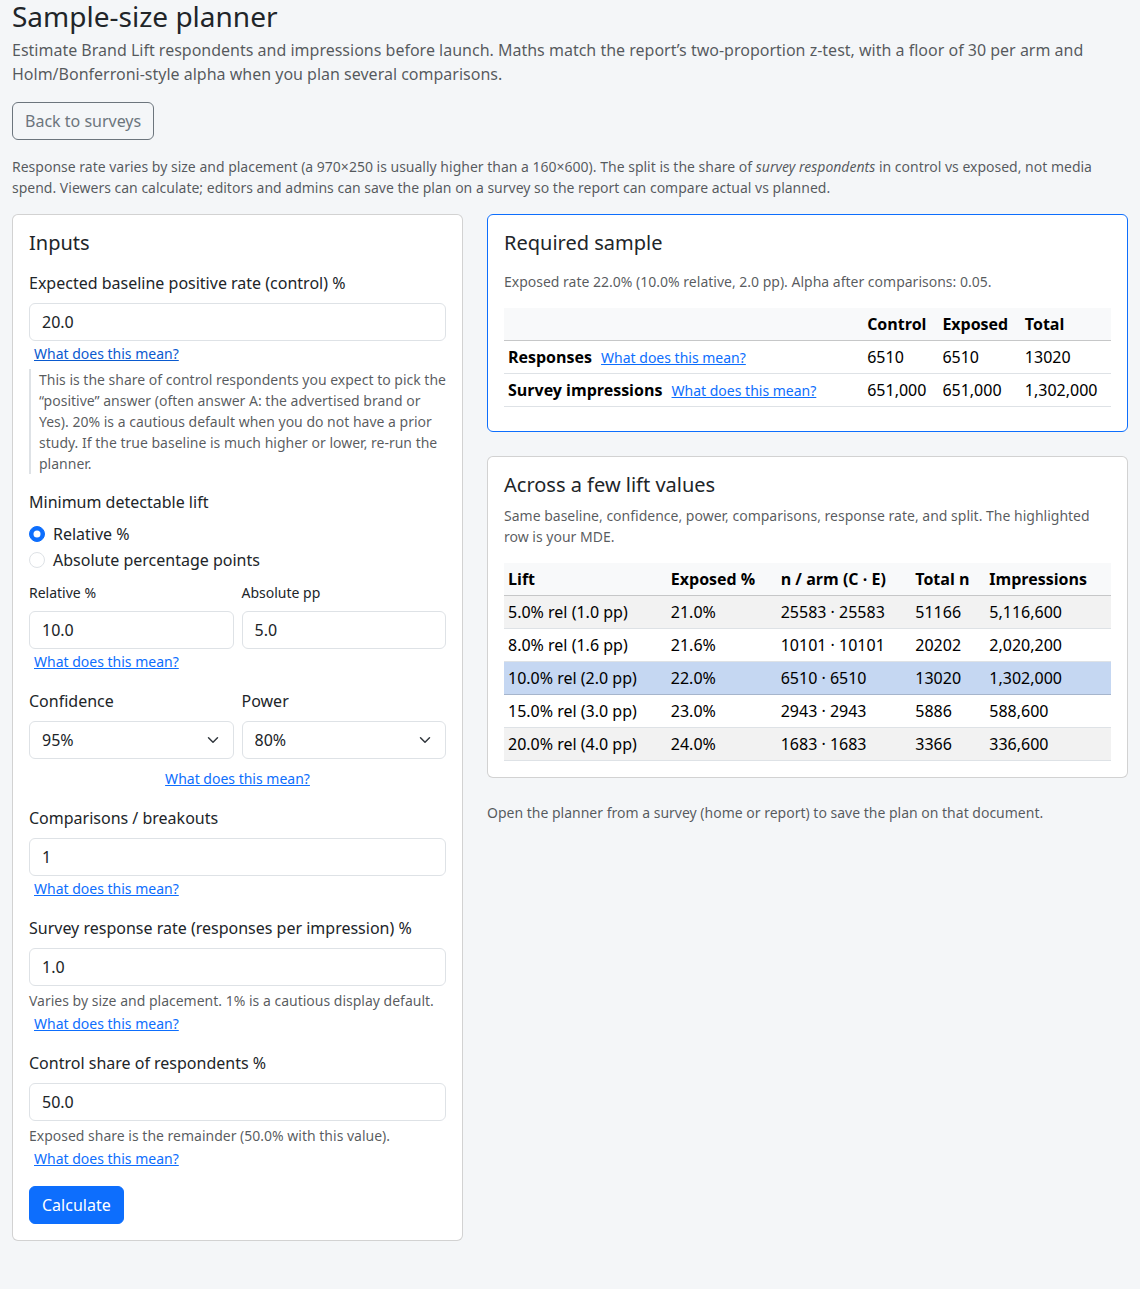 Sample-size planner
Estimate Brand Lift respondents and impressions before launch. Maths match the report’s two-proportion z-test, with a floor of 30 per arm and
Holm/Bonferroni-style alpha when you plan several comparisons.
Back to surveys
Response rate varies by size and placement (a 970×250 is usually higher than a 160×600). The split is the share of survey respondents in control vs exposed, not media
spend. Viewers can calculate; editors and admins can save the plan on a survey so the report can compare actual vs planned.
Inputs
Expected baseline positive rate (control) %
20.0
What does this mean?
This is the share of control respondents you expect to pick the
“positive” answer (often answer A: the advertised brand or
Yes). 20% is a cautious default when you do not have a prior
study. If the true baseline is much higher or lower, re-run the
planner.
Minimum detectable lift
Relative %
Absolute percentage points
Relative % Absolute pp
10.0 5.0
What does this mean?
Confidence Power
95% 80%
What does this mean?
Comparisons / breakouts
1
What does this mean?
Survey response rate (responses per impression) %
1.0
Varies by size and placement. 1% is a cautious display default.
What does this mean?
Control share of respondents %
50.0
Exposed share is the remainder (50.0% with this value).
What does this mean?
Calculate
Required sample
Exposed rate 22.0% (10.0% relative, 2.0 pp). Alpha after comparisons: 0.05.
Control Exposed Total
Responses What does this mean? 6510 6510 13020
Survey impressions What does this mean? 651,000 651,000 1,302,000
Across a few lift values
Same baseline, confidence, power, comparisons, response rate, and split. The highlighted
row is your MDE.
Lift Exposed % n / arm (C · E) Total n Impressions
5.0% rel (1.0 pp) 21.0% 25583 · 25583 51166 5,116,600
8.0% rel (1.6 pp) 21.6% 10101 · 10101 20202 2,020,200
10.0% rel (2.0 pp) 22.0% 6510 · 6510 13020 1,302,000
15.0% rel (3.0 pp) 23.0% 2943 · 2943 5886 588,600
20.0% rel (4.0 pp) 24.0% 1683 · 1683 3366 336,600
Open the planner from a survey (home or report) to save the plan on that document.